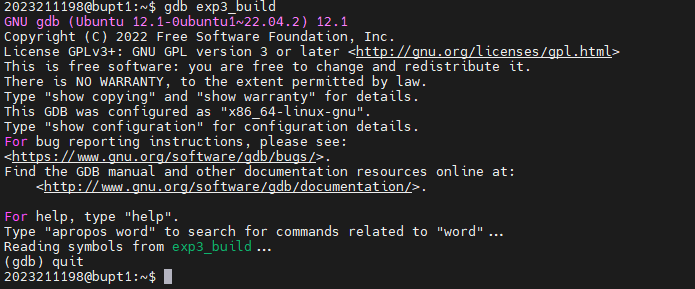 2023211198@bupt1:~$ gdb exp3_build
GNU gdb (Ubuntu 12.1-0ubuntu1~22.04.2) 12.1
Copyright (C) 2022 Free Software Foundation, Inc.
License GPLv3+: GNU GPL version 3 or later <http://gnu.org/licenses/gpl.html>
This is free software: you are free to change and redistribute it.
There is NO WARRANTY, to the extent permitted by law.
Type "show copying" and "show warranty" for details.
This GDB was configured as "x86_64-linux-gnu".
Type "show configuration" for configuration details.
For bug reporting instructions, please see:
<https://www.gnu.org/software/gdb/bugs/>.
Find the GDB manual and other documentation resources online at:
    <http://www.gnu.org/software/gdb/documentation/>.

For help, type "help".
Type "apropos word" to search for commands related to "word"...
Reading symbols from exp3_build...
(gdb) quit
2023211198@bupt1:~$